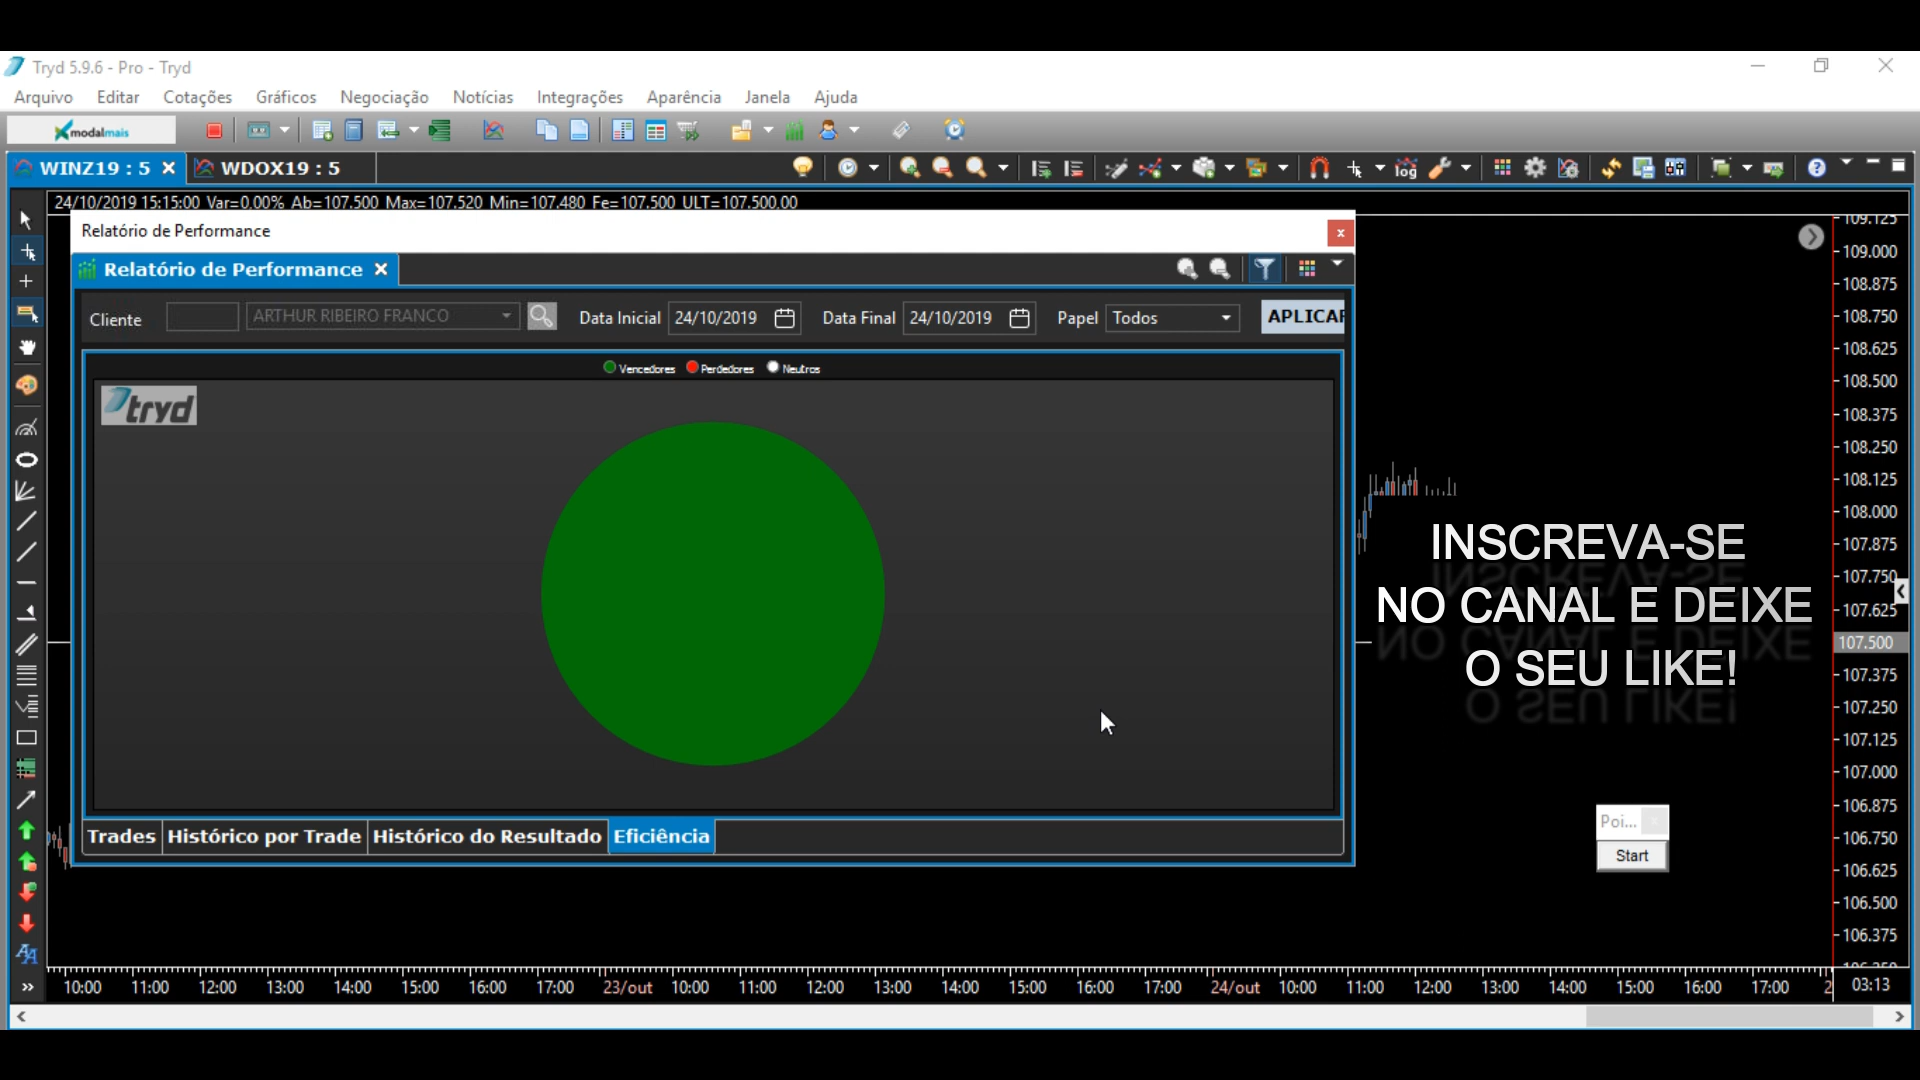 Tryd 5.9.6 - Pro - Tryd
Arquivo Editar Cotações Gráficos Negociação Notícias Integrações Aparência Janela Ajuda
modalmais
WINZ19 : 5 WDOX19 : 5
log
24/10/2019 15:15:00 Var=0,00% Ab=107.500 Max=107.520 Min=107.480 Fe=107.500 ULT=107.500,00
Relatório de Performance
Relatório de Performance
Cliente ARTHUR RIBEIRO FRANCO Data Inicial 24/10/2019 Data Final 24/10/2019 Papel Todos APLICAR
Vencedores Perdedores Neutros
tryd
Trades Histórico por Trade Histórico do Resultado Eficiência
INSCREVA-SE
NO CANAL E DEIXE
O SEU LIKE!
Poi...
Start
109.125
109.000
108.875
108.750
108.625
108.500
108.375
108.250
108.125
108.000
107.875
107.750
107.625
107.500
107.375
107.250
107.125
107.000
106.875
106.750
106.625
106.500
106.375
10:00 11:00 12:00 13:00 14:00 15:00 16:00 17:00 23/out 10:00 11:00 12:00 13:00 14:00 15:00 16:00 17:00 24/out 10:00 11:00 12:00 13:00 14:00 15:00 16:00 17:00 2 03:13